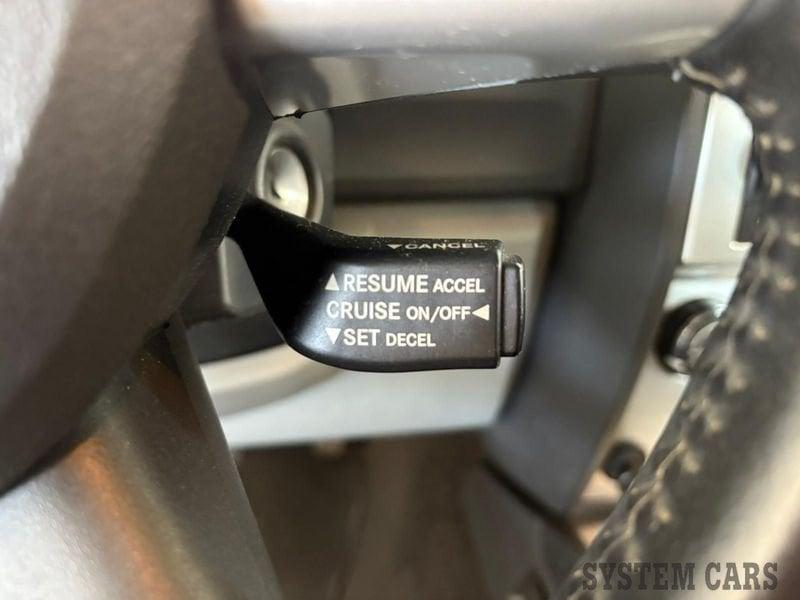 ▼CANCEL
▲RESUME ACCEL
CRUISE ON/OFF◀
▼SET DECEL
SYSTEM CARS